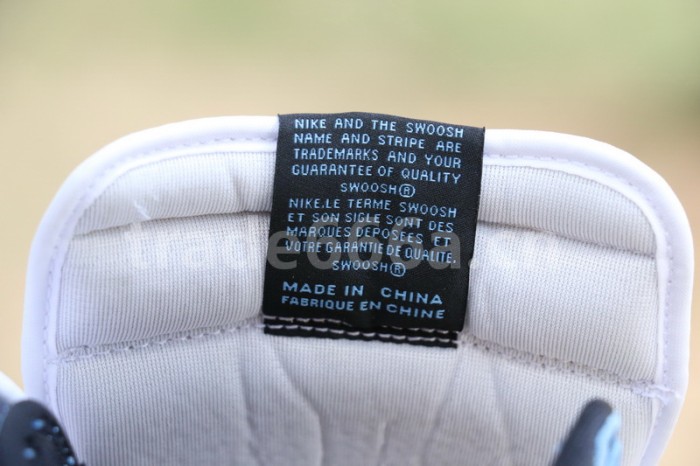 NIKE AND THE SWOOSH
NAME AND STRIPE ARE
TRADEMARKS AND YOUR
GUARANTEE OF QUALITY
SWOOSH®
NIKE.LE TERME SWOOSH
ET SON SIGLE SONT DES
MARQUES DEPOSEES ET
VOTRE GARANTIE DE QUALITE.
SWOOSH®
MADE IN CHINA
FABRIQUE EN CHINE